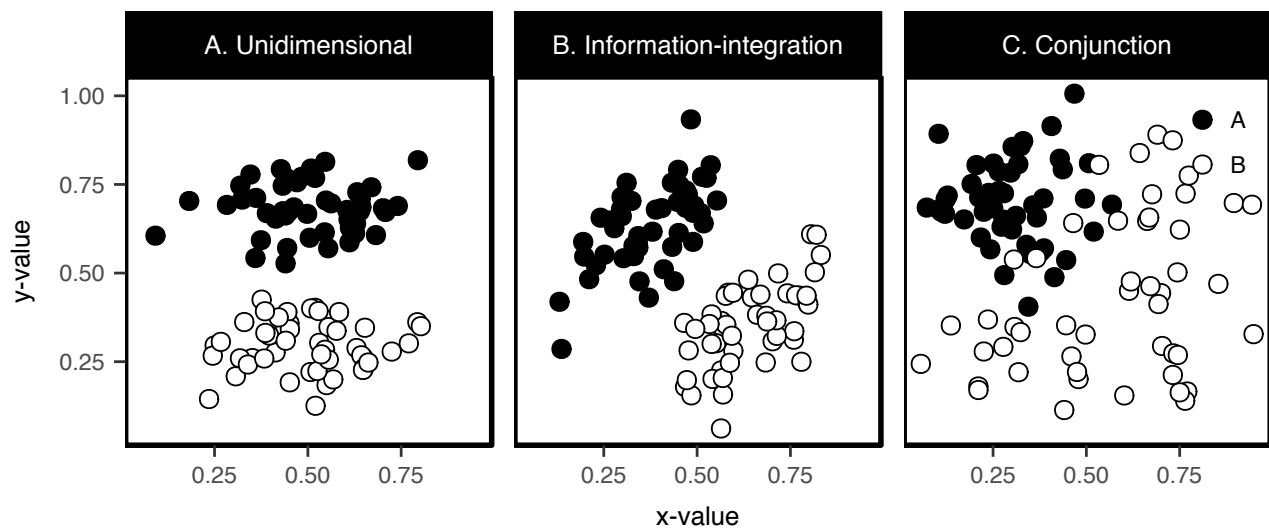 A. Unidimensional
B. Information-integration
C. Conjunction
1.00
0.75
0.50
0.25
y-value
A
B
0.25 0.50 0.75
0.25 0.50 0.75
0.25 0.50 0.75
x-value